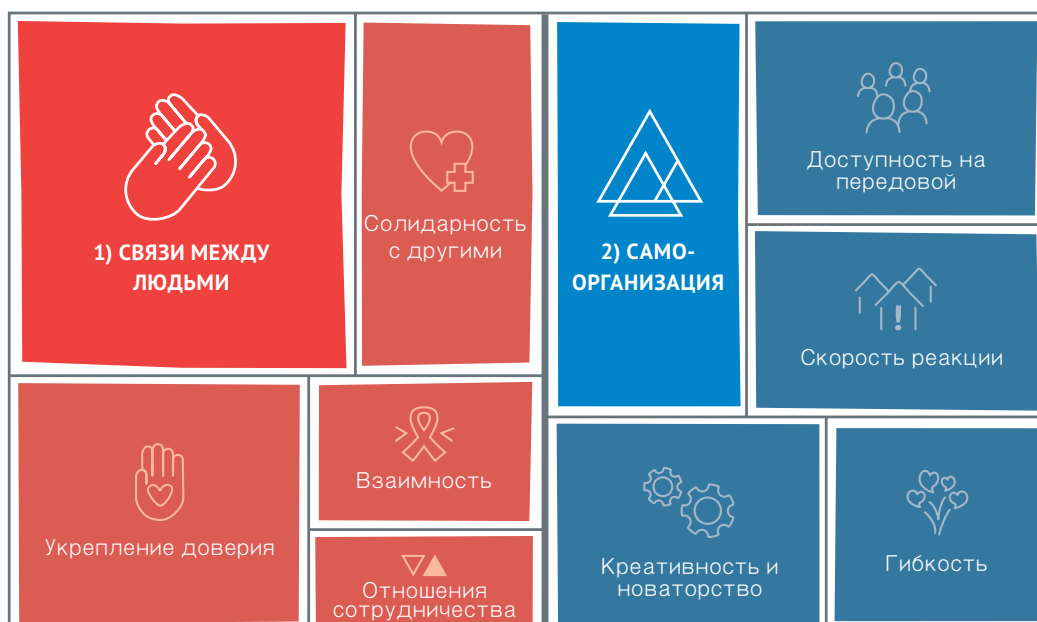 1) СВЯЗИ МЕЖДУ
ЛЮДЬМИ
Солидарность
с другими
Укрепление доверия
Взаимность
Отношения
сотрудничества
2) САМО-
ОРГАНИЗАЦИЯ
Доступность на
передовой
Скорость реакции
Креативность и
новаторство
Гибкость